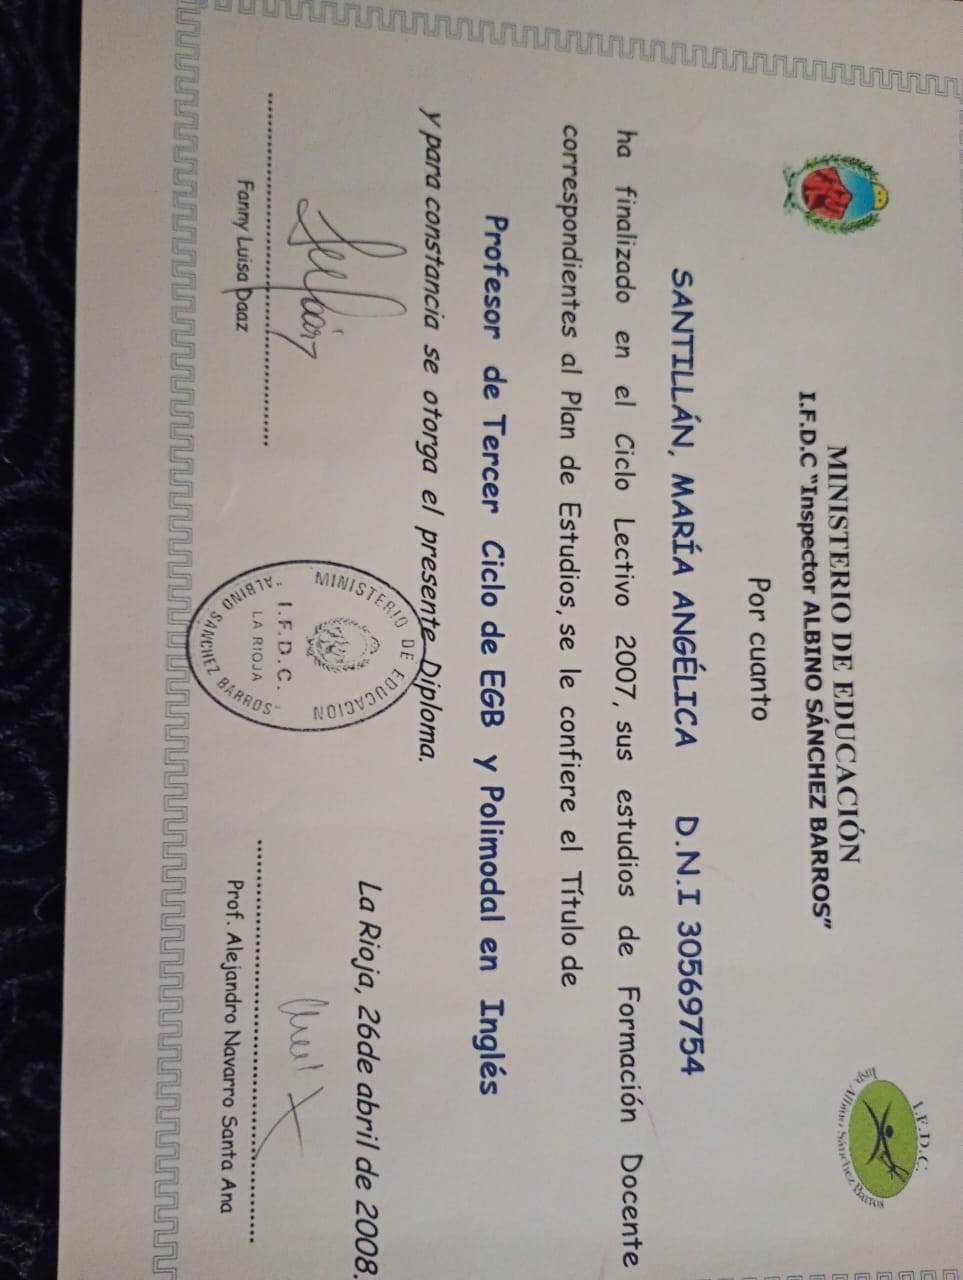 MINISTERIO DE EDUCACIÓN
I.F.D.C "Inspector ALBINO SÁNCHEZ BARROS"
I.F.D.C.
Insp. Albino Sánchez Barros
Por cuanto
SANTILLÁN, MARÍA ANGÉLICA D.N.I 30569754
ha finalizado en el Ciclo Lectivo 2007, sus estudios de Formación Docente
correspondientes al Plan de Estudios, se le confiere el Título de
Profesor de Tercer Ciclo de EGB y Polimodal en Inglés
y para constancia se otorga el presente Diploma.
La Rioja, 26de abril de 2008.
MINISTERIO DE EDUCACION
I.F.D.C.
LA RIOJA
"ALBINO SANCHEZ BARROS"
Fanny Luisa Daaz
Prof. Alejandro Navarro Santa Ana